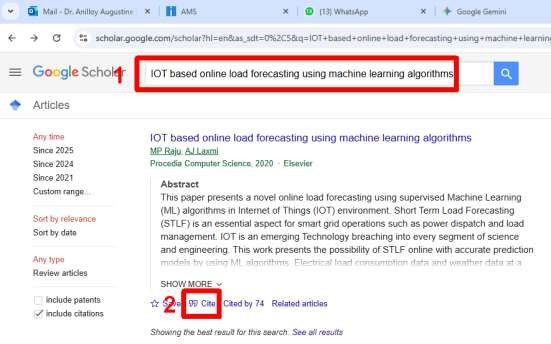 Mail - Dr. Anilloy Augustine
AMS
(13) WhatsApp
Google Gemini
scholar.google.com/scholar?hl=en&as_sdt=0%2C5&q=IOT+based+online+load+forecasting+using+machine+learning
Google Scholar
1
IOT based online load forecasting using machine learning algorithms
Articles
Any time
Since 2025
Since 2024
Since 2021
Custom range...
Sort by relevance
Sort by date
Any type
Review articles
include patents
include citations
IOT based online load forecasting using machine learning algorithms
MP Raju, AJ Laxmi
Procedia Computer Science, 2020 · Elsevier
Abstract
This paper presents a novel online load forecasting using supervised Machine Learning
(ML) algorithms in Internet of Things (IOT) environment. Short Term Load Forecasting
(STLF) is an essential aspect for smart grid operations such as power dispatch and load
management. IOT is an emerging Technology breaching into every segment of science
and engineering. This work presents the possibility of STLF online with accurate prediction
models by using ML algorithms. Electrical load consumption data and weather data at a
SHOW MORE
2
Save Cite Cited by 74 Related articles
Showing the best result for this search. See all results